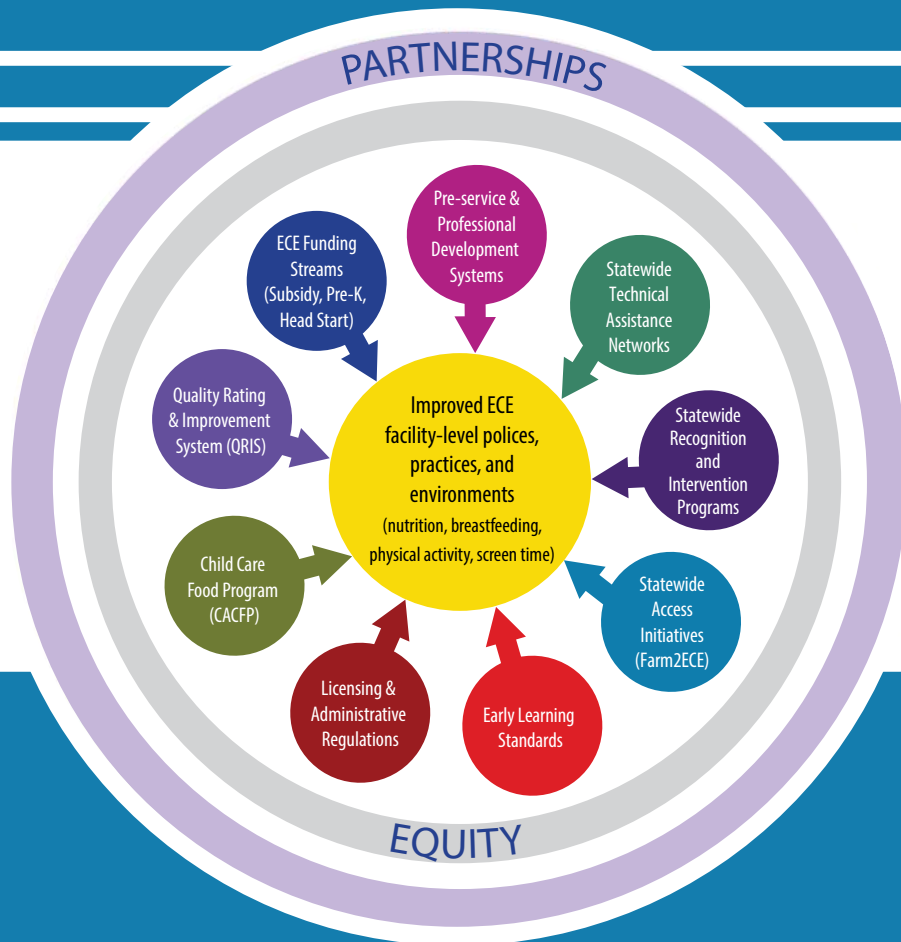 PARTNERSHIPS
Pre-service &
Professional
Development
Systems
ECE Funding
Streams
(Subsidy, Pre-K,
Head Start)
Statewide
Technical
Assistance
Networks
Quality Rating
& Improvement
System (QRIS)
Improved ECE
facility-level polices,
practices, and
environments
(nutrition, breastfeeding,
physical activity, screen time)
Statewide
Recognition
and
Intervention
Programs
Child Care
Food Program
(CACFP)
Statewide
Access
Initiatives
(Farm2ECE)
Licensing &
Administrative
Regulations
Early Learning
Standards
EQUITY